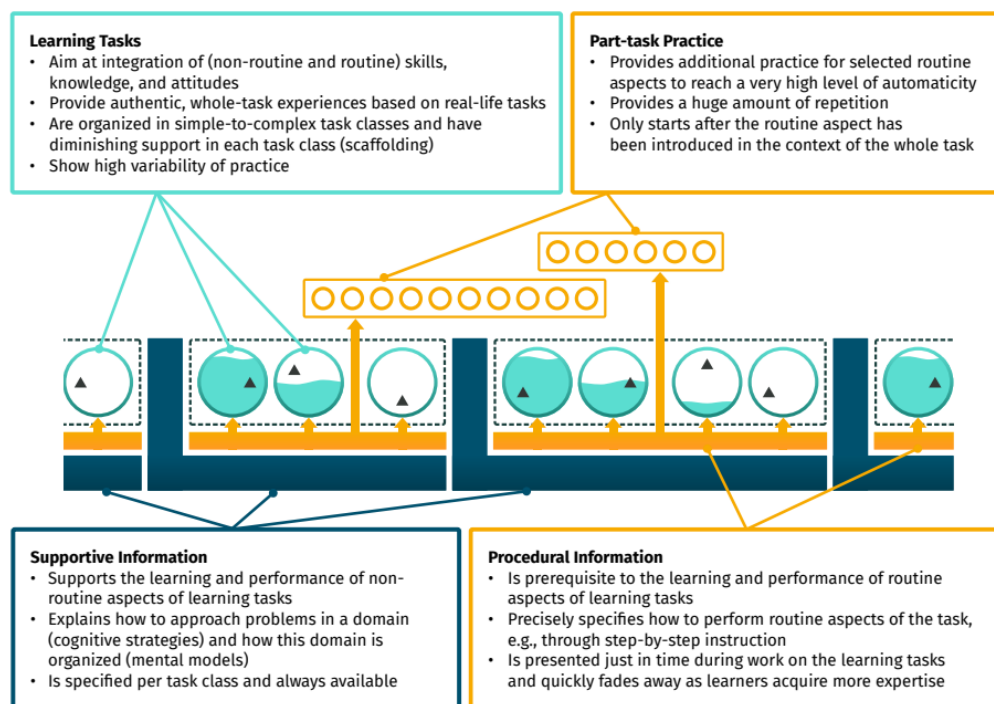 Learning Tasks
• Aim at integration of (non-routine and routine) skills,
knowledge, and attitudes
• Provide authentic, whole-task experiences based on real-life tasks
• Are organized in simple-to-complex task classes and have
diminishing support in each task class (scaffolding)
• Show high variability of practice
Part-task Practice
• Provides additional practice for selected routine
aspects to reach a very high level of automaticity
• Provides a huge amount of repetition
• Only starts after the routine aspect has
been introduced in the context of the whole task
Supportive Information
• Supports the learning and performance of non-
routine aspects of learning tasks
• Explains how to approach problems in a domain
(cognitive strategies) and how this domain is
organized (mental models)
• Is specified per task class and always available
Procedural Information
• Is prerequisite to the learning and performance of routine
aspects of learning tasks
• Precisely specifies how to perform routine aspects of the task,
e.g., through step-by-step instruction
• Is presented just in time during work on the learning tasks
and quickly fades away as learners acquire more expertise